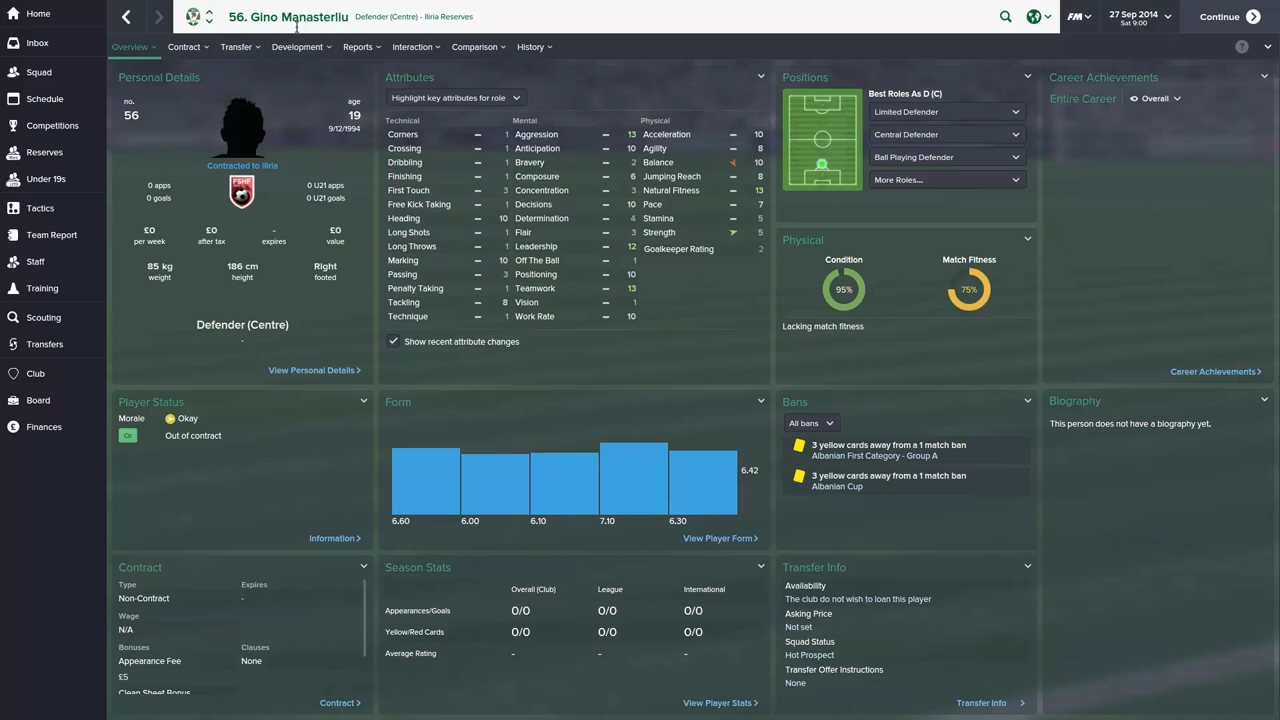 Home
Inbox
Squad
Schedule
Competitions
Reserves
Under 19s
Tactics
Team Report
Staff
Training
Scouting
Transfers
Club
Board
Finances
56. Gino Manasterliu Defender (Centre) - Iliria Reserves
FM
27 Sep 2014
Sat 9:00
Continue
Overview Contract Transfer Development Reports Interaction Comparison History
?
Personal Details
no.
56
age
19
9/12/1994
Contracted to Iliria
0 apps
0 goals
FSHF
0 U21 apps
0 U21 goals
£0 £0 - £0
per week after tax expires value
85 kg 186 cm Right
weight height footed
Defender (Centre)
-
View Personal Details >
Attributes
Highlight key attributes for role
Technical Mental Physical
Corners 1 Aggression 13 Acceleration 10
Crossing 1 Anticipation 10 Agility 8
Dribbling 1 Bravery 2 Balance 10
Finishing 1 Composure 6 Jumping Reach 8
First Touch 3 Concentration 3 Natural Fitness 13
Free Kick Taking 1 Decisions 10 Pace 7
Heading 10 Determination 4 Stamina 5
Long Shots 1 Flair 3 Strength 5
Long Throws 1 Leadership 12 Goalkeeper Rating 2
Marking 10 Off The Ball 1
Passing 3 Positioning 10
Penalty Taking 1 Teamwork 13
Tackling 8 Vision 1
Technique 1 Work Rate 10
Show recent attribute changes
Positions
Best Roles As D (C)
Limited Defender
Central Defender
Ball Playing Defender
More Roles...
Physical
Condition Match Fitness
95% 75%
Lacking match fitness
Career Achievements
Entire Career Overall
Career Achievements >
Player Status
Morale Okay
Ctr Out of contract
Information >
Form
6.42
6.60 6.00 6.10 7.10 6.30
View Player Form >
Bans
All bans
3 yellow cards away from a 1 match ban
Albanian First Category - Group A
3 yellow cards away from a 1 match ban
Albanian Cup
Biography
This person does not have a biography yet.
Contract
Type Expires
Non-Contract -
Wage
N/A
Bonuses Clauses
Appearance Fee None
£5
Clean Sheet Bonus
Contract >
Season Stats
Overall (Club) League International
Appearances/Goals 0/0 0/0 0/0
Yellow/Red Cards 0/0 0/0 0/0
Average Rating - - -
View Player Stats >
Transfer Info
Availability
The club do not wish to loan this player
Asking Price
Not set
Squad Status
Hot Prospect
Transfer Offer Instructions
None
Transfer Info >